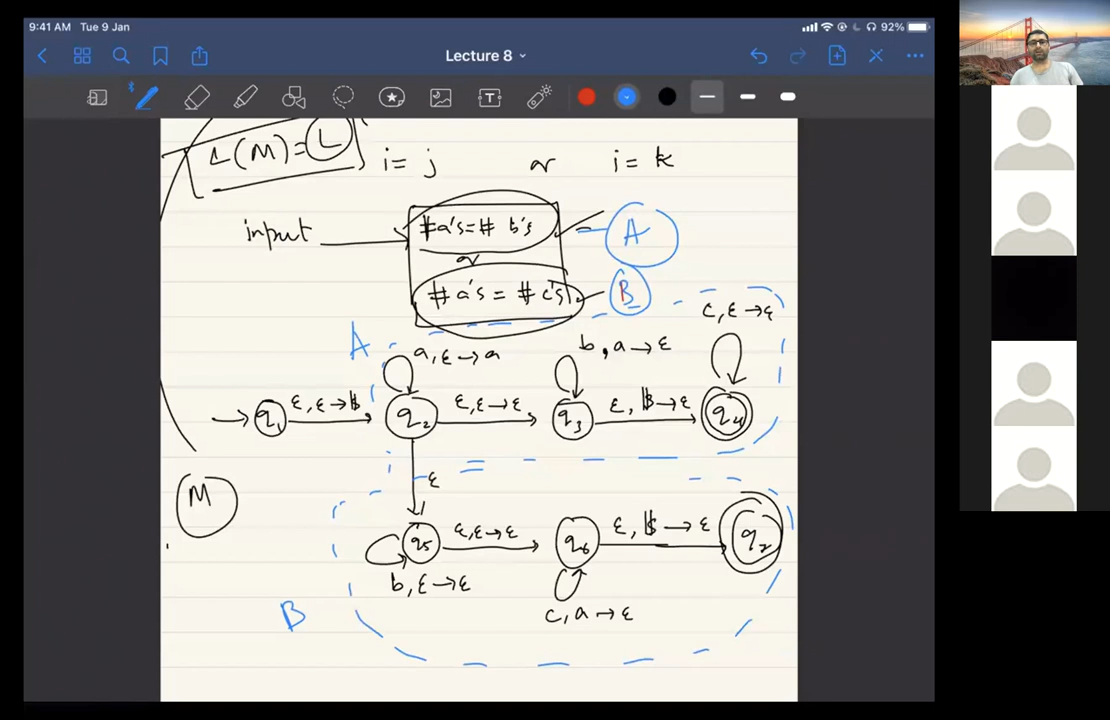 9:41 AM Tue 9 Jan
92%
Lecture 8
L(M)=L
i=j or i=k
input
#a's=# b's
or
#a's = # c's
A
B
A
a,ε→a
b,a→ε
c,ε→ε
q1
ε,ε→$
q2
ε,ε→ε
q3
ε,$→ε
q4
ε
M
q5
ε,ε→ε
q6
ε,$→ε
q7
b,ε→ε
c,a→ε
B